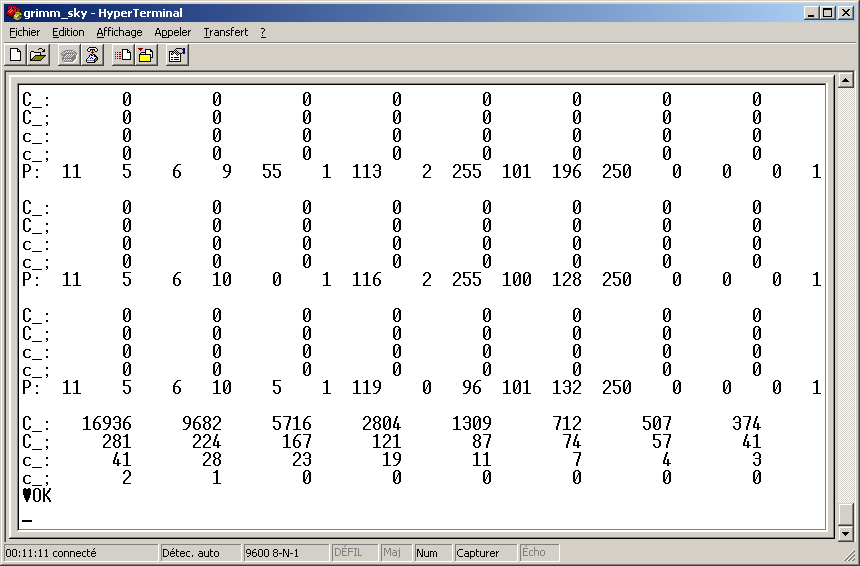 grimm_sky - HyperTerminal
Fichier Edition Affichage Appeler Transfert ?
C_: 0 0 0 0 0 0 0 0
C_; 0 0 0 0 0 0 0 0
c_: 0 0 0 0 0 0 0 0
c_; 0 0 0 0 0 0 0 0
P: 11 5 6 9 55 1 113 2 255 101 196 250 0 0 0 1
C_: 0 0 0 0 0 0 0 0
C_; 0 0 0 0 0 0 0 0
c_: 0 0 0 0 0 0 0 0
c_; 0 0 0 0 0 0 0 0
P: 11 5 6 10 0 1 116 2 255 100 128 250 0 0 0 1
C_: 0 0 0 0 0 0 0 0
C_; 0 0 0 0 0 0 0 0
c_: 0 0 0 0 0 0 0 0
c_; 0 0 0 0 0 0 0 0
P: 11 5 6 10 5 1 119 0 96 101 132 250 0 0 0 1
C_: 16936 9682 5716 2804 1309 712 507 374
C_; 281 224 167 121 87 74 57 41
c_: 41 28 23 19 11 7 4 3
c_; 2 1 0 0 0 0 0 0
♥OK
_
00:11:11 connecté Détec. auto 9600 8-N-1 DÉFIL Maj Num Capturer Écho